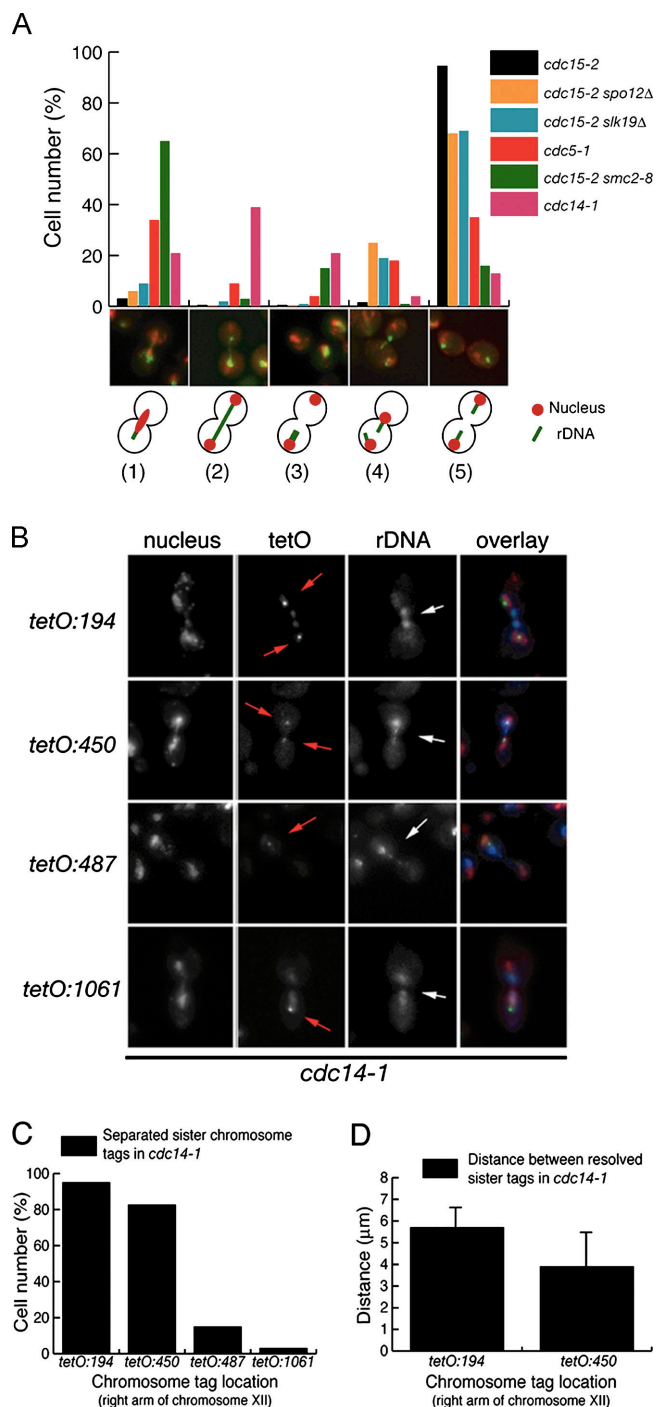 A
Cell number (%)
100
80
60
40
20
0
cdc15-2
cdc15-2 spo12Δ
cdc15-2 slk19Δ
cdc5-1
cdc15-2 smc2-8
cdc14-1
Nucleus
rDNA
(1) (2) (3) (4) (5)
B
nucleus tetO rDNA overlay
tetO:194
tetO:450
tetO:487
tetO:1061
cdc14-1
C
Separated sister chromosome
tags in cdc14-1
Cell number (%)
100
80
60
40
20
0
tetO:194 tetO:450 tetO:487 tetO:1061
Chromosome tag location
(right arm of chromosome XII)
D
Distance between resolved
sister tags in cdc14-1
Distance (µm)
8
7
6
5
4
3
2
1
0
tetO:194 tetO:450
Chromosome tag location
(right arm of chromosome XII)